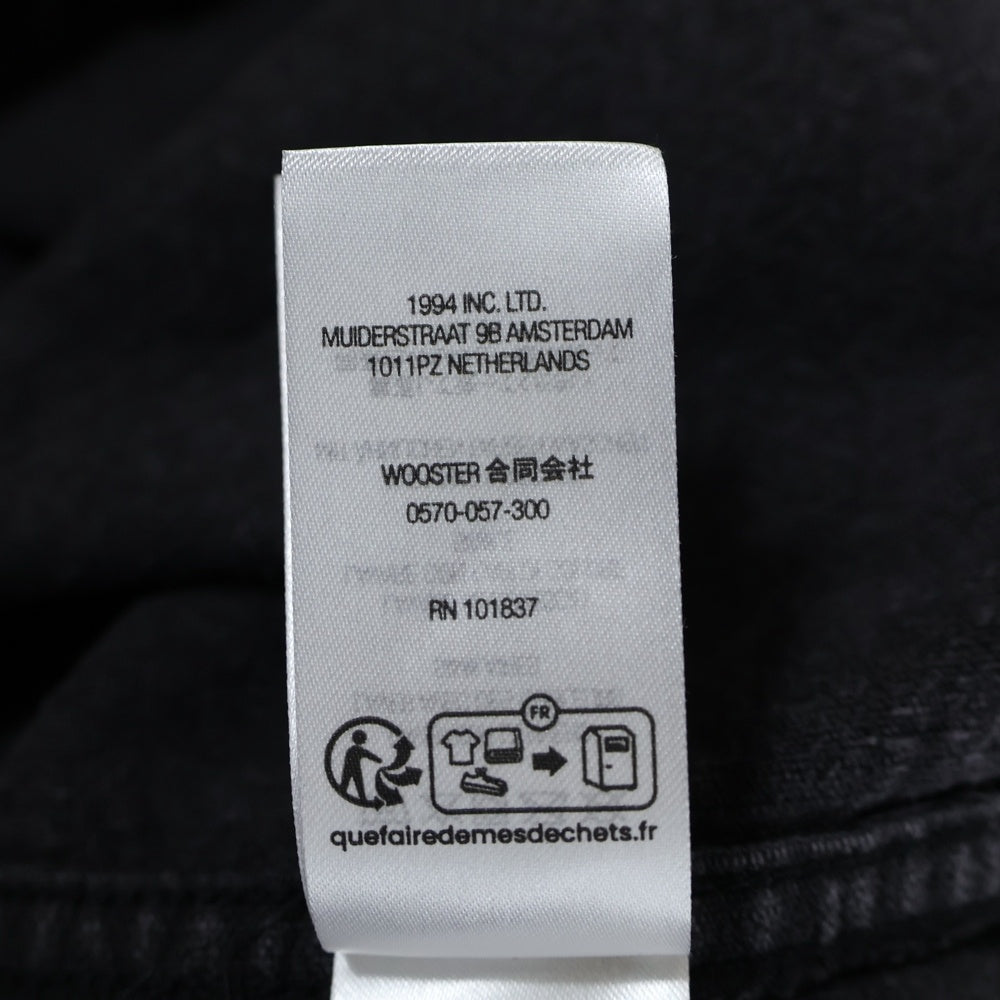 1994 INC. LTD.
MUIDERSTRAAT 9B AMSTERDAM
1011PZ NETHERLANDS
WOOSTER 合同会社
0570-057-300
RN 101837
FR
quefairedemesdechets.fr